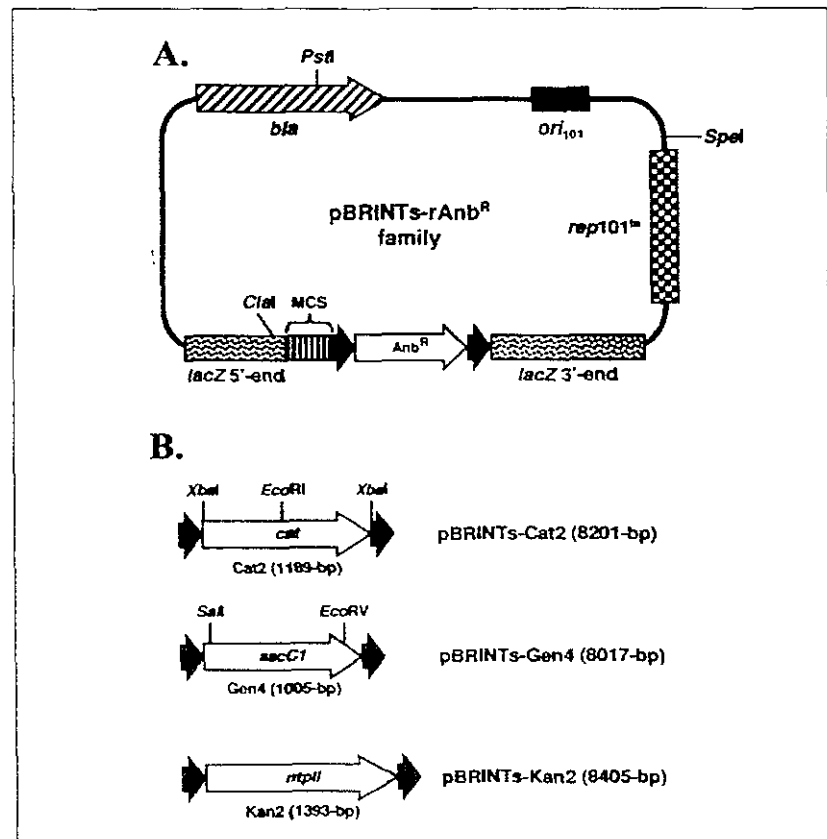 A.
PstI
bla
ori101
SpeI
pBRINTs-rAnbR
family
rep101ts
ClaI
MCS
AnbR
lacZ 5'-end
lacZ 3'-end
B.
XbaI
EcoRI
XbaI
cat
pBRINTs-Cat2 (8201-bp)
Cat2 (1189-bp)
SalI
EcoRV
aacC1
pBRINTs-Gen4 (8017-bp)
Gen4 (1005-bp)
nptII
pBRINTs-Kan2 (8405-bp)
Kan2 (1393-bp)